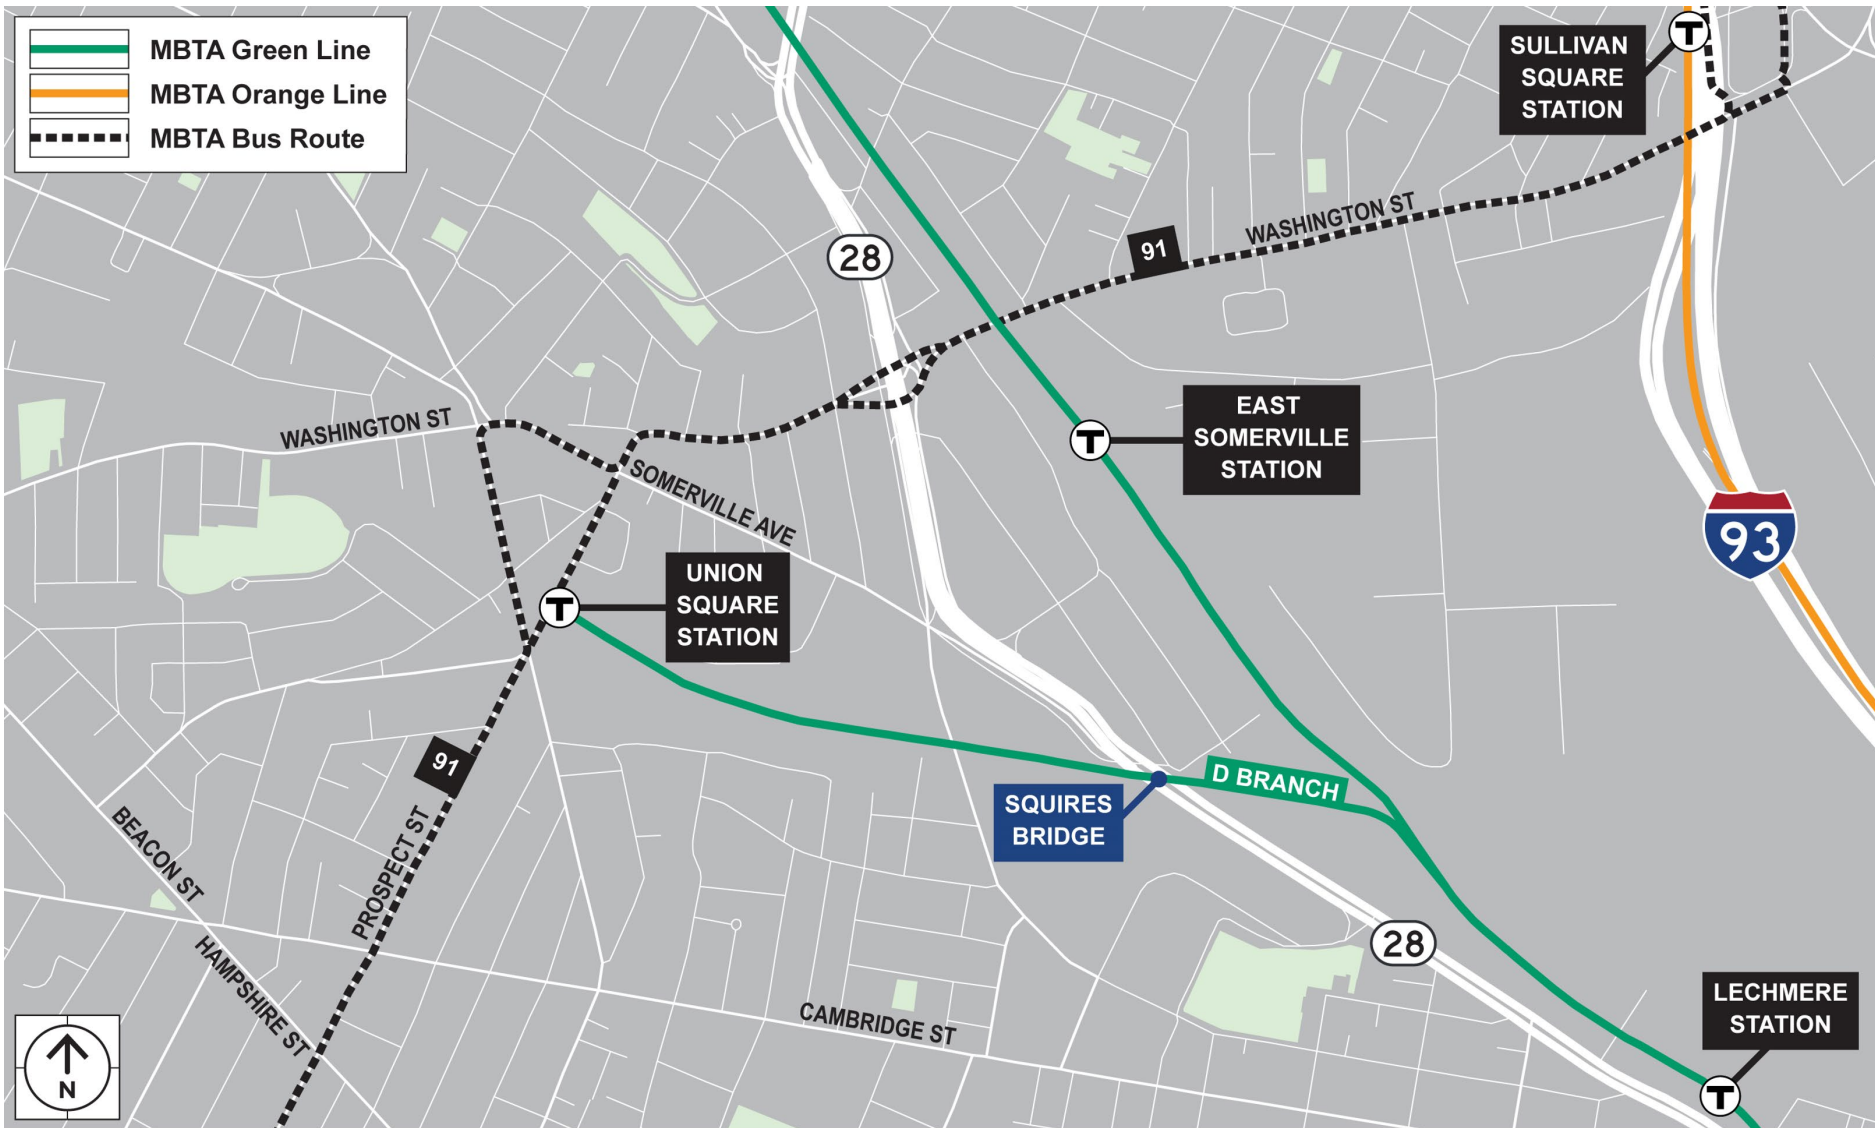 MBTA Green Line
MBTA Orange Line
MBTA Bus Route
SULLIVAN
SQUARE
STATION
T
WASHINGTON ST
91
28
EAST
SOMERVILLE
STATION
T
WASHINGTON ST
SOMERVILLE AVE
93
UNION
SQUARE
STATION
T
91
D BRANCH
SQUIRES
BRIDGE
BEACON ST
PROSPECT ST
HAMPSHIRE ST
28
CAMBRIDGE ST
LECHMERE
STATION
T
N